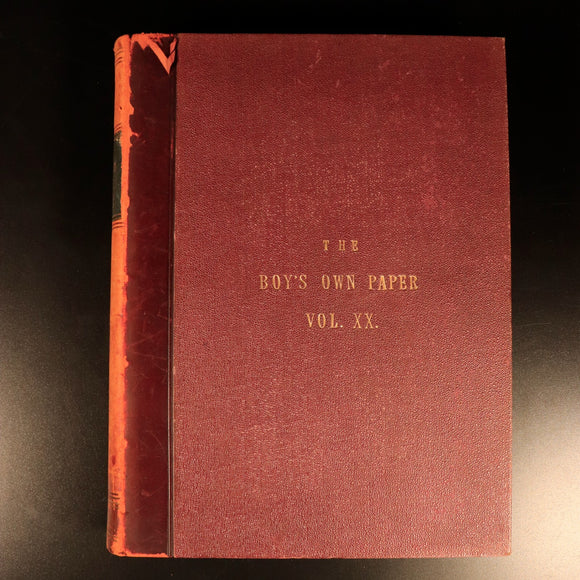 THE
BOY'S OWN PAPER
VOL. XX.